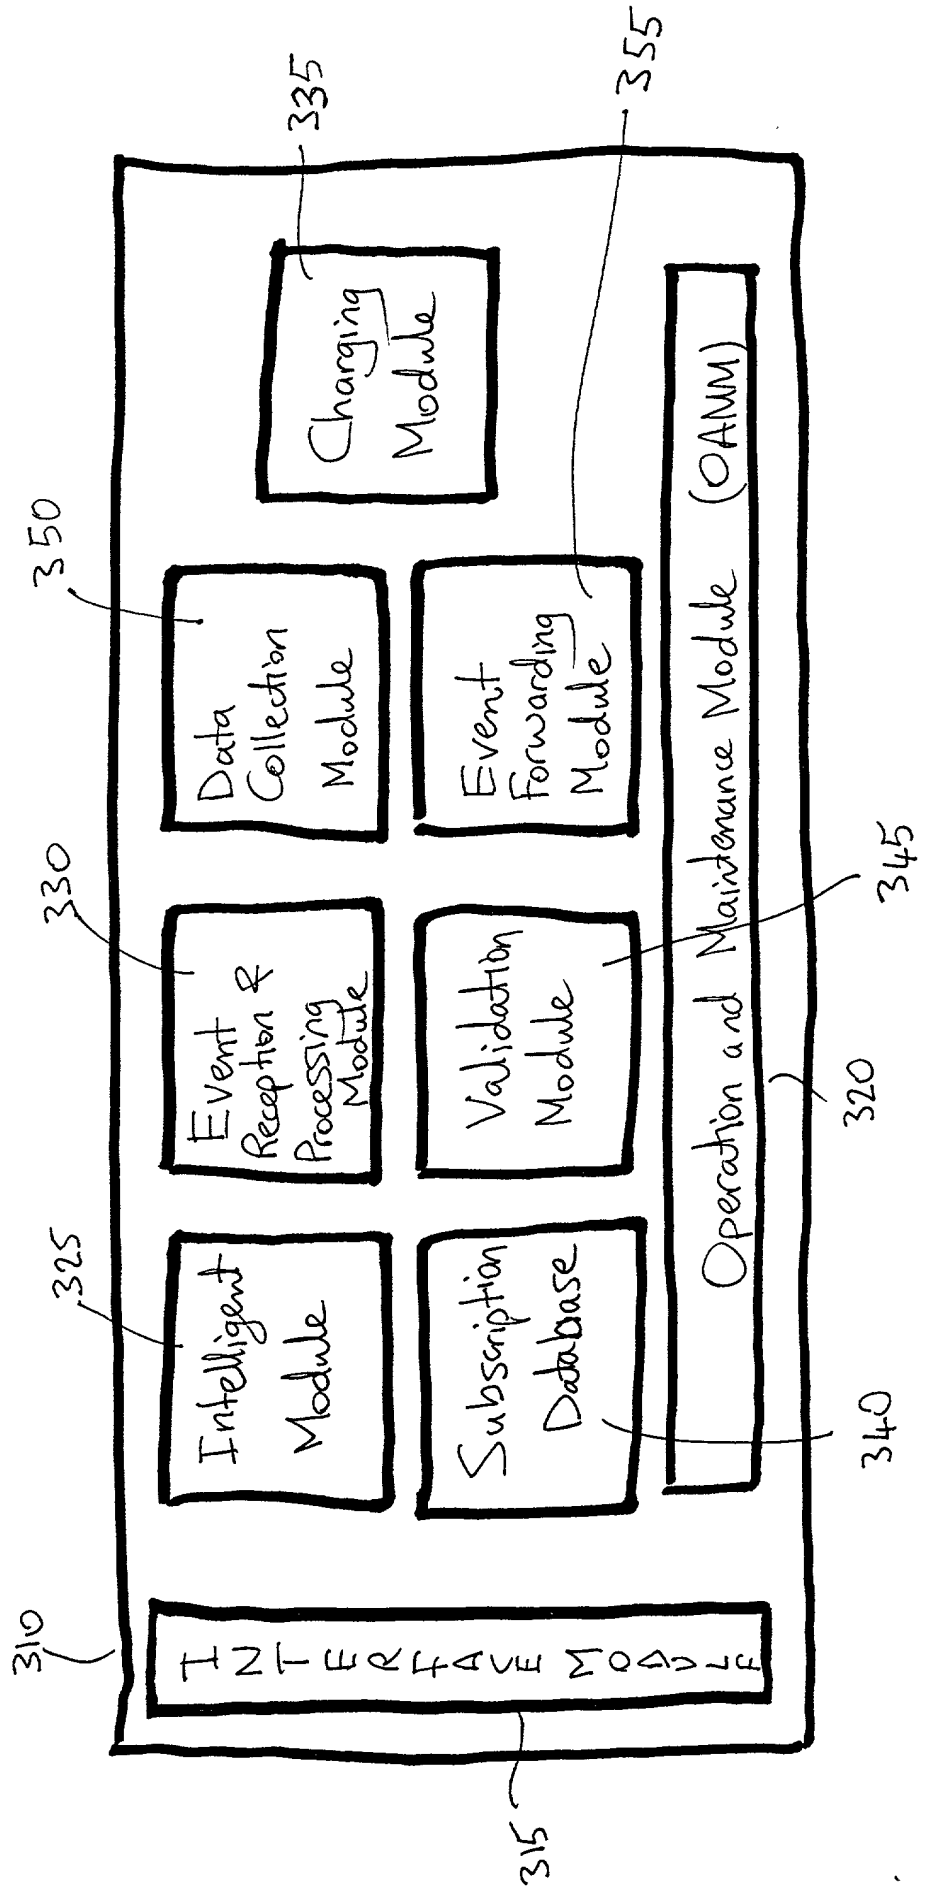 310
325
330
350
335
355
INTERFACE MODULE
Intelligent
Module
Event
Reception &
Processing
Module
Data
Collection
Module
Charging
Module
Subscription
Database
Validation
Module
Event
Forwarding
Module
Operation and Maintenance Module (OAMM)
315
340
320
345